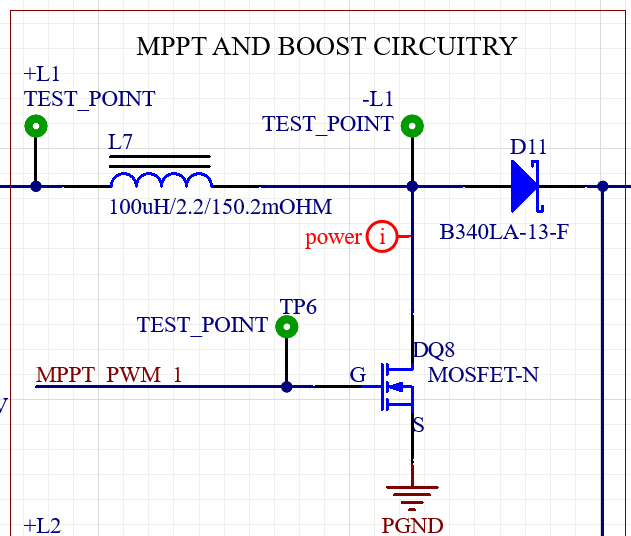 MPPT AND BOOST CIRCUITRY
+L1
TEST_POINT
-L1
TEST_POINT
L7
D11
100uH/2.2/150.2mOHM
B340LA-13-F
power
i
TP6
TEST_POINT
DQ8
MPPT_PWM_1
G
MOSFET-N
V
S
+L2
PGND